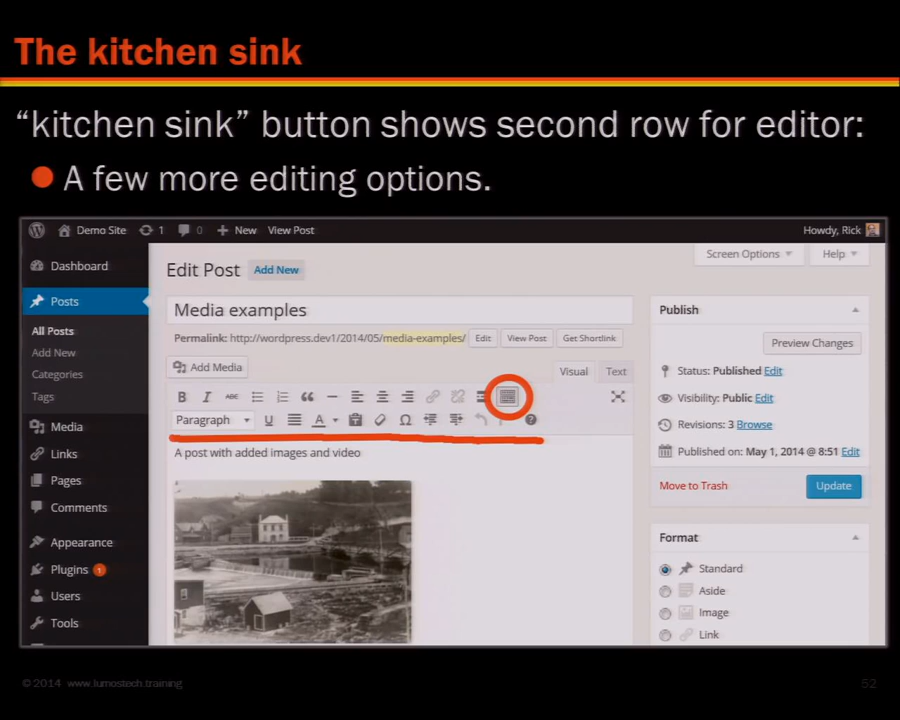 The kitchen sink
“kitchen sink” button shows second row for editor:
A few more editing options.
Demo Site 1 0 New View Post Howdy, Rick
Screen Options Help
Dashboard
Edit Post Add New
Posts
Media examples
Publish
All Posts
Permalink: http://wordpress.dev1/2014/05/media-examples/ Edit View Post Get Shortlink
Preview Changes
Add New
Add Media
Visual Text
Categories
Status: Published Edit
Tags
B I ABC
Visibility: Public Edit
Paragraph U A Ω ?
Media
Revisions: 3 Browse
Links
A post with added images and video
Published on: May 1, 2014 @ 8:51 Edit
Pages
Move to Trash Update
Comments
Format
Appearance
Standard
Plugins 1
Aside
Users
Image
Tools
Link
© 2014 www.lumostech.training 52